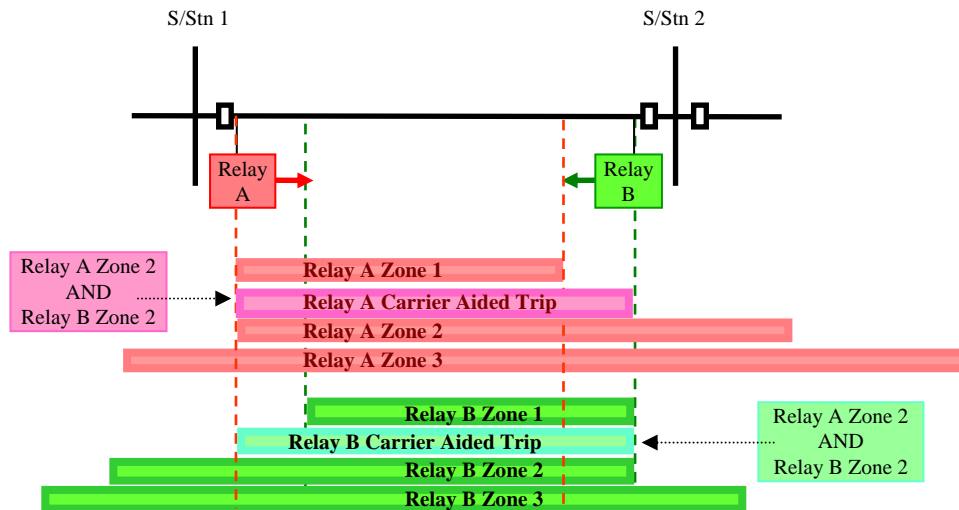 S/Stn 1
S/Stn 2
Relay
A
Relay
B
Relay A Zone 2
AND
Relay B Zone 2
Relay A Zone 1
Relay A Carrier Aided Trip
Relay A Zone 2
Relay A Zone 3
Relay B Zone 1
Relay B Carrier Aided Trip
Relay B Zone 2
Relay B Zone 3
Relay A Zone 2
AND
Relay B Zone 2